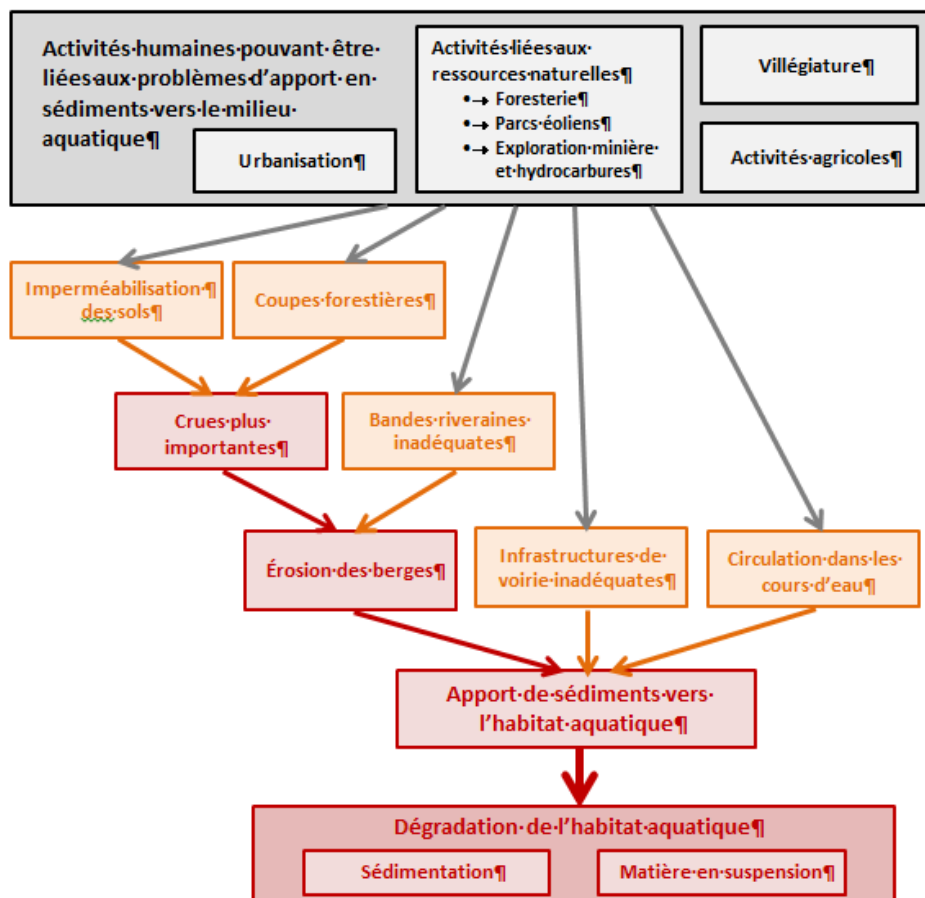 Activités·humaines·pouvant·être·
liées·aux·problèmes·d’apport·en·
sédiments·vers·le·milieu·
aquatique¶
Urbanisation¶
Activités·liées·aux·
ressources·naturelles¶
•→ Foresterie¶
•→ Parcs·éoliens¶
•→ Exploration·minière·
et·hydrocarbures¶
Villégiature¶
Activités·agricoles¶
Imperméabilisation·¶
des·sols¶
Coupes·forestières¶
Crues·plus·
importantes¶
Bandes·riveraines·
inadéquates¶
Érosion·des·berges¶
Infrastructures·de·
voirie·inadéquates¶
Circulation·dans·les·
cours·d’eau¶
Apport·de·sédiments·vers·
l’habitat·aquatique¶
Dégradation·de·l’habitat·aquatique¶
Sédimentation¶
Matière·en·suspension¶